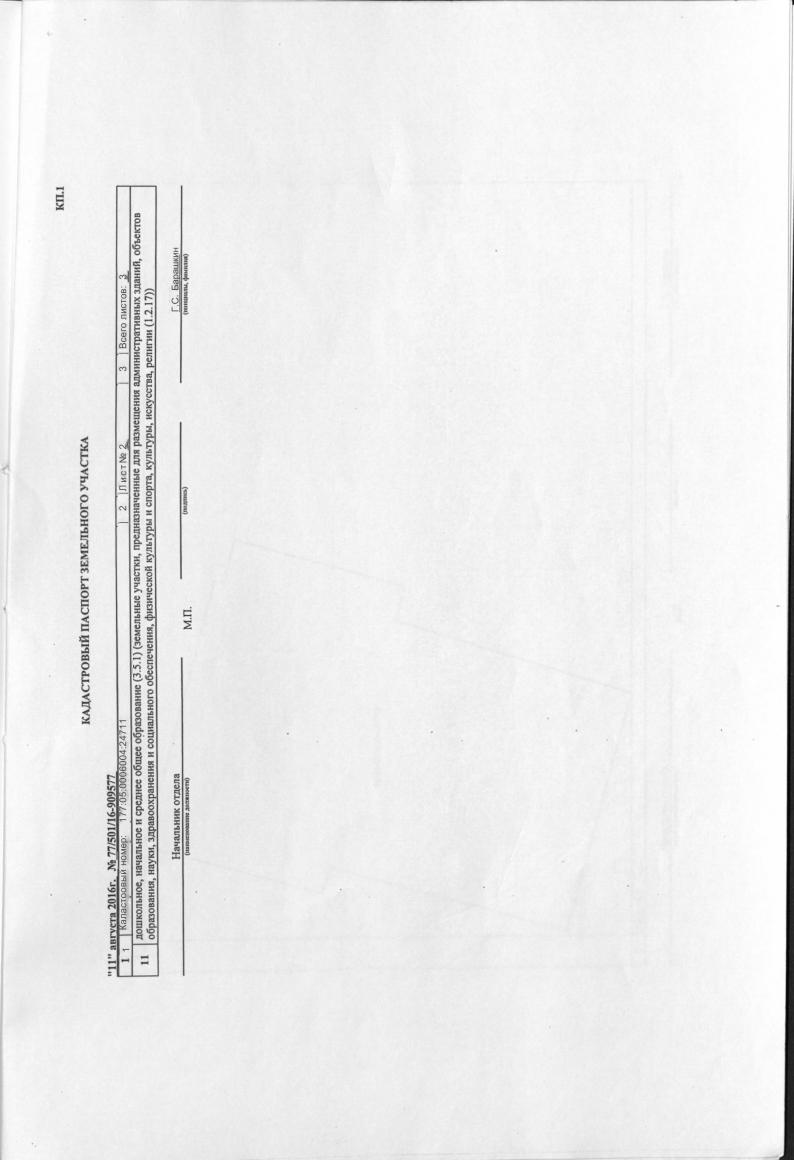 КП.1
КАДАСТРОВЫЙ ПАСПОРТ ЗЕМЕЛЬНОГО УЧАСТКА
"11" августа 2016г. № 77/501/16-909577
1 1 Кадастровый номер: 177:05:0006004:24711 2 Лист № 2 3 Всего листов: 3
11 дошкольное, начальное и среднее общее образование (3.5.1) (земельные участки, предназначенные для размещения административных зданий, объектов
образования, науки, здравоохранения и социального обеспечения, физической культуры и спорта, культуры, искусства, религии (1.2.17))
Начальник отдела Г.С. Барашкин
(наименование должности) М.П. (подпись) (инициалы, фамилия)